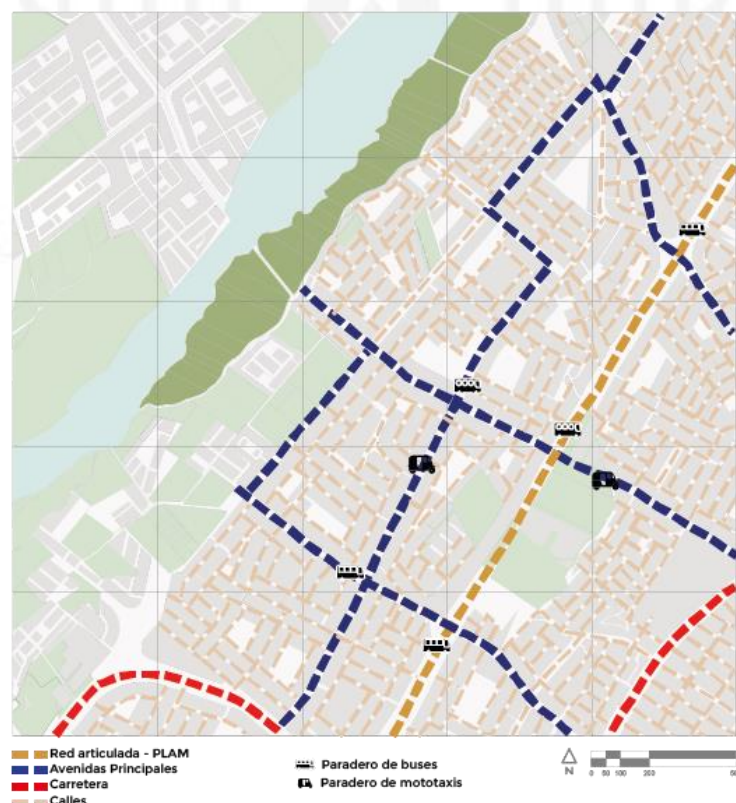 Red articulada - PLAM
Avenidas Principales
Carretera
Calles
Paradero de buses
Paradero de mototaxis
N
0 50 100 200